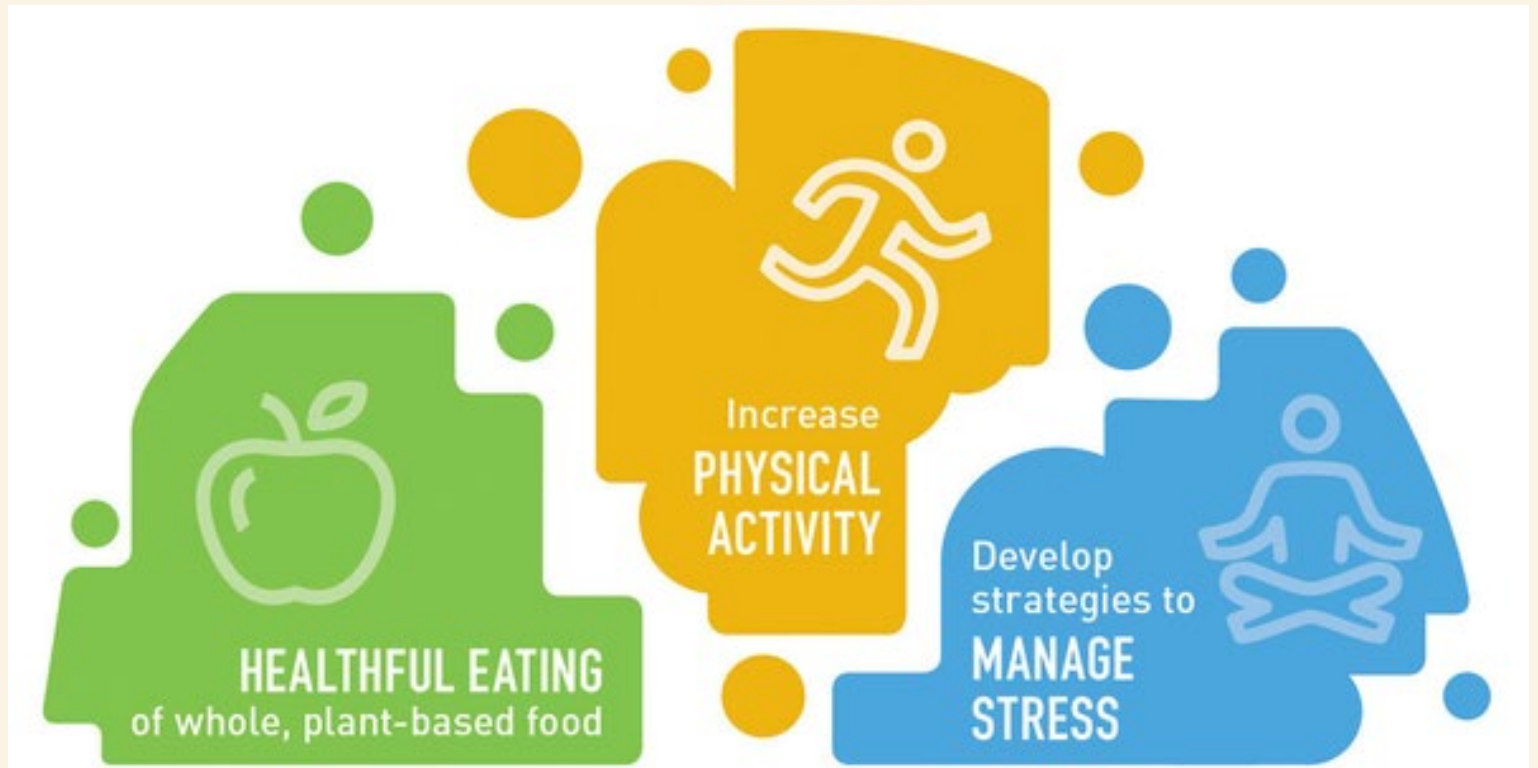 HEALTHFUL EATING
of whole, plant-based food
Increase
PHYSICAL
ACTIVITY
Develop
strategies to
MANAGE
STRESS